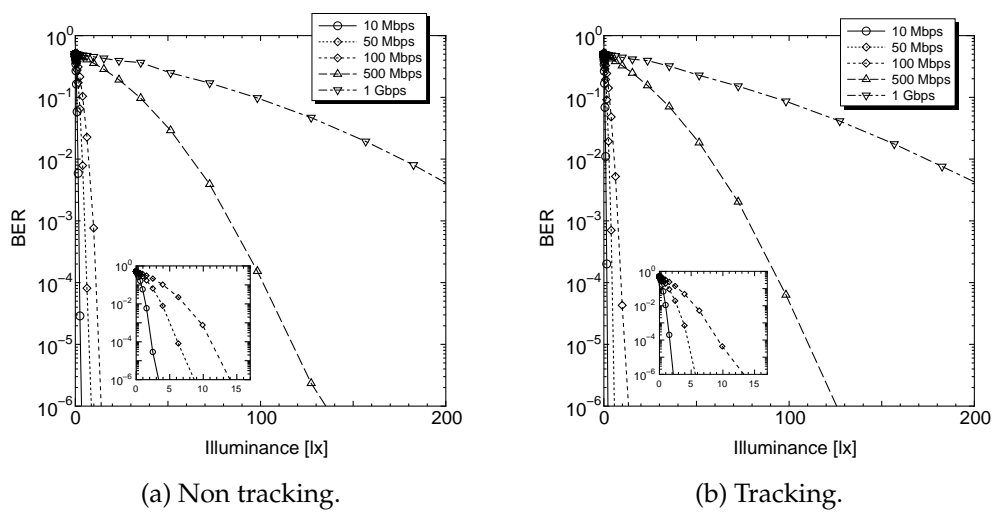 10 Mbps
50 Mbps
100 Mbps
500 Mbps
1 Gbps
10^0
10^-1
10^-2
10^-3
10^-4
10^-5
10^-6
BER
10^0
10^-2
10^-4
10^-6
0 5 10 15
0 100 200
Illuminance [lx]
(a) Non tracking.
10 Mbps
50 Mbps
100 Mbps
500 Mbps
1 Gbps
10^0
10^-1
10^-2
10^-3
10^-4
10^-5
10^-6
BER
10^0
10^-2
10^-4
10^-6
0 5 10 15
0 100 200
Illuminance [lx]
(b) Tracking.